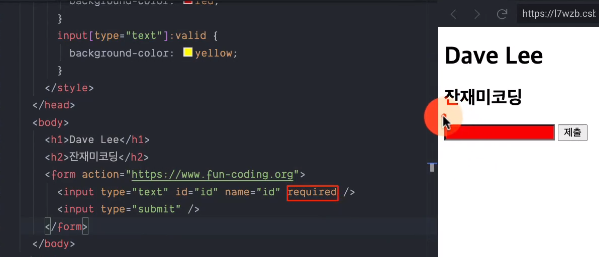 background-color: red;
}
input[type="text"]:valid {
background-color: yellow;
}
</style>
</head>
<body>
<h1>Dave Lee</h1>
<h2>잔재미코딩</h2>
<form action="https://www.fun-coding.org">
<input type="text" id="id" name="id" required />
<input type="submit" />
</form>
</body>
https://l7wzb.cst
Dave Lee
잔재미코딩
제출